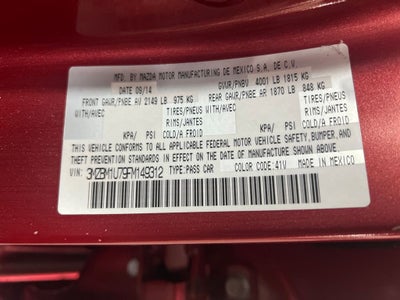 MFD. BY MAZDA MOTOR MANUFACTURING DE MEXICO S.A. DE C.V.
DATE 09/14 GVWR/PNBV 4001 LB 1815 KG
FRONT GAWR/PNBE AV 2149 LB 975 KG REAR GAWR/PNBE AR 1870 LB 848 KG
WITH/AVEC TIRES/PNEUS WITH/AVEC TIRES/PNEUS
RIMS/JANTES RIMS/JANTES
KPA/ PSI COLD/A FROID KPA/ PSI COLD/A FROID
THIS VEHICLE CONFORMS TO ALL APPLICABLE FEDERAL MOTOR VEHICLE SAFETY, BUMPER, AND
THEFT PREVENTION STANDARDS IN EFFECT ON THE DATE OF MANUFACTURE SHOWN ABOVE.
VIN: 3MZBM1U79FM149312 TYPE: PASS CAR COLOR CODE: 41V MADE IN MEXICO